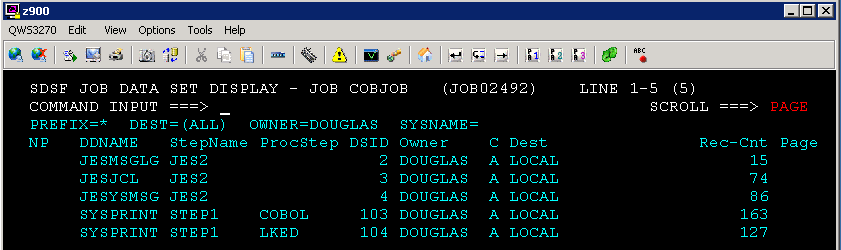 z900
QWS3270 Edit View Options Tools Help
SDSF JOB DATA SET DISPLAY - JOB COBJOB (JOB02492) LINE 1-5 (5)
COMMAND INPUT ===> _ SCROLL ===> PAGE
PREFIX=* DEST=(ALL) OWNER=DOUGLAS SYSNAME=
NP DDNAME StepName ProcStep DSID Owner C Dest Rec-Cnt Page
JESMSGLG JES2 2 DOUGLAS A LOCAL 15
JESJCL JES2 3 DOUGLAS A LOCAL 74
JESYSMSG JES2 4 DOUGLAS A LOCAL 86
SYSPRINT STEP1 COBOL 103 DOUGLAS A LOCAL 163
SYSPRINT STEP1 LKED 104 DOUGLAS A LOCAL 127